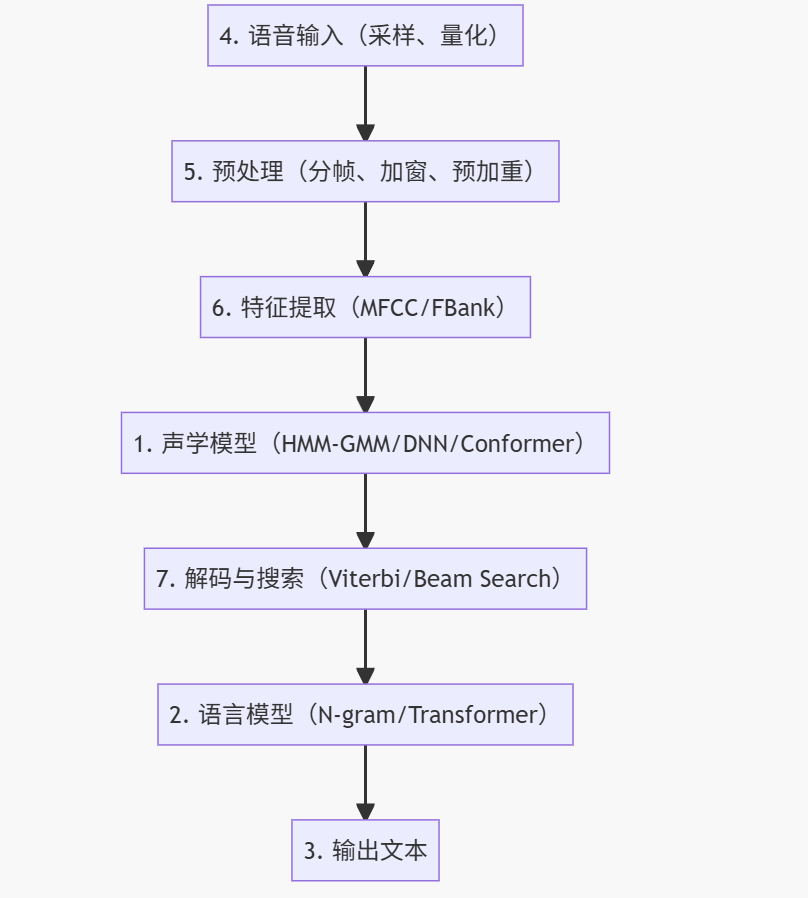 4. 语音输入（采样、量化）
5. 预处理（分帧、加窗、预加重）
6. 特征提取（MFCC/FBank）
1. 声学模型（HMM-GMM/DNN/Conformer）
7. 解码与搜索（Viterbi/Beam Search）
2. 语言模型（N-gram/Transformer）
3. 输出文本